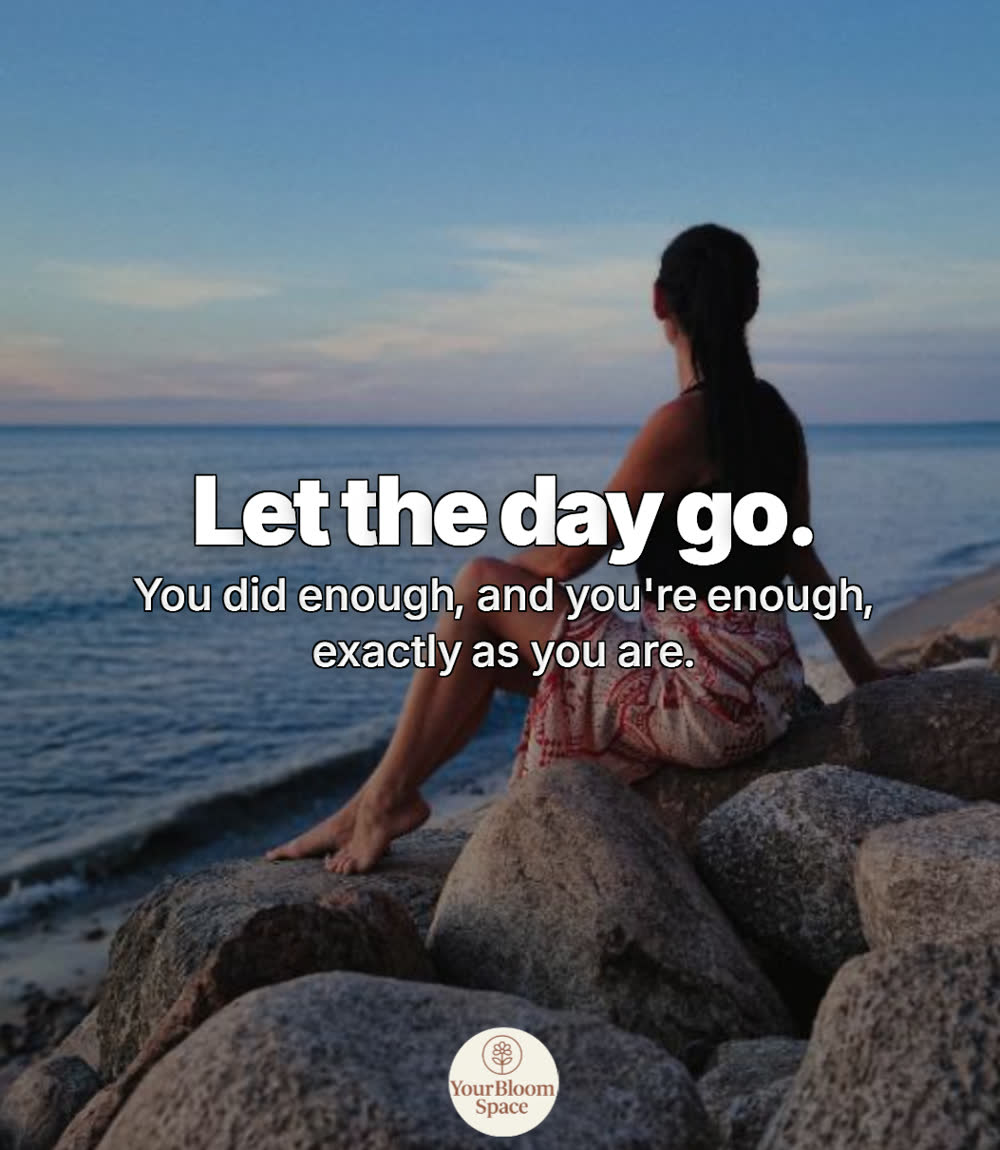 Let the day go.
You did enough, and you're enough,
exactly as you are.
YourBloom
Space